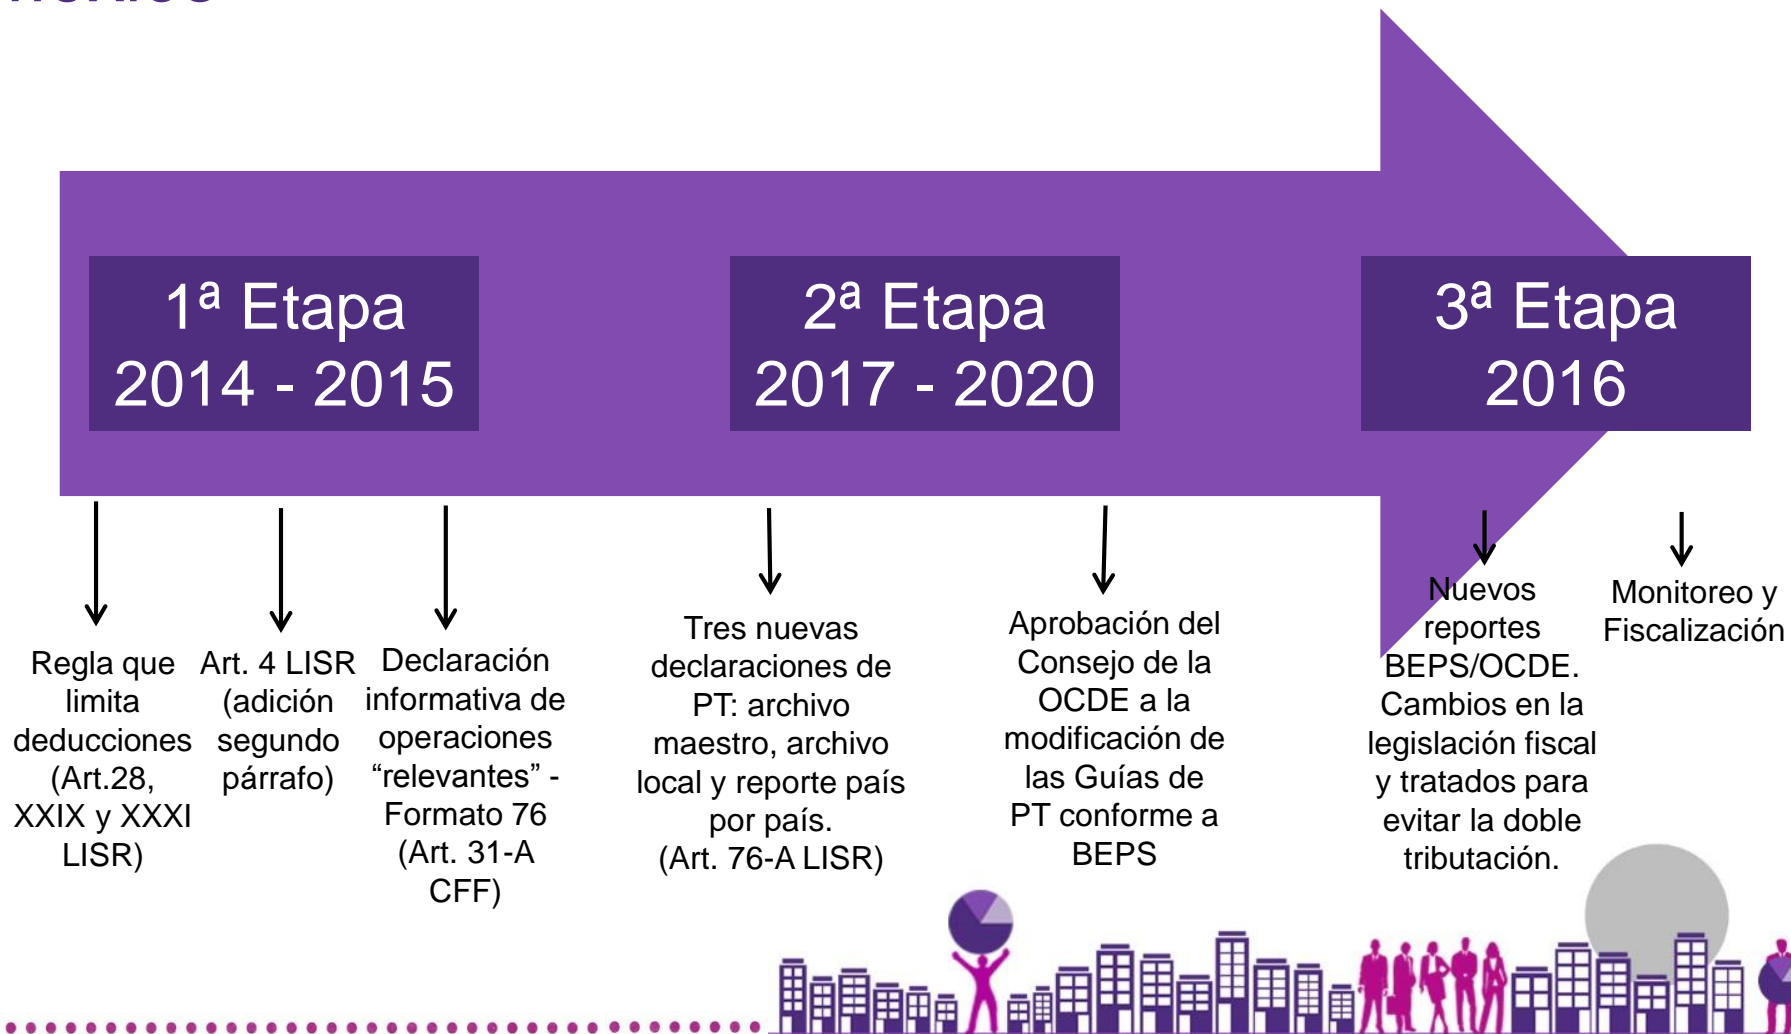 1ª Etapa
2014 - 2015
2ª Etapa
2017 - 2020
3ª Etapa
2016
Regla que
limita
deducciones
(Art.28,
XXIX y XXXI
LISR)
Art. 4 LISR
(adición
segundo
párrafo)
Declaración
informativa de
operaciones
“relevantes” -
Formato 76
(Art. 31-A
CFF)
Tres nuevas
declaraciones de
PT: archivo
maestro, archivo
local y reporte país
por país.
(Art. 76-A LISR)
Aprobación del
Consejo de la
OCDE a la
modificación de
las Guías de
PT conforme a
BEPS
Nuevos
reportes
BEPS/OCDE.
Cambios en la
legislación fiscal
y tratados para
evitar la doble
tributación.
Monitoreo y
Fiscalización